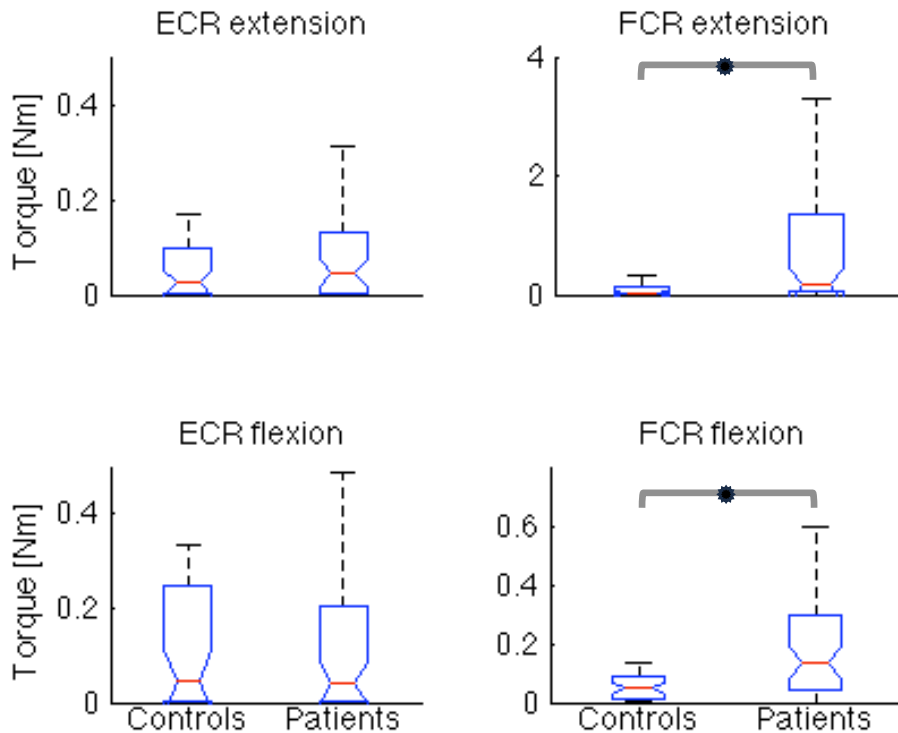 ECR extension
FCR extension
Torque [Nm]
0.4
0.2
0
4
2
0
ECR flexion
FCR flexion
Torque [Nm]
0.4
0.2
0
0.6
0.4
0.2
0
Controls Patients
Controls Patients